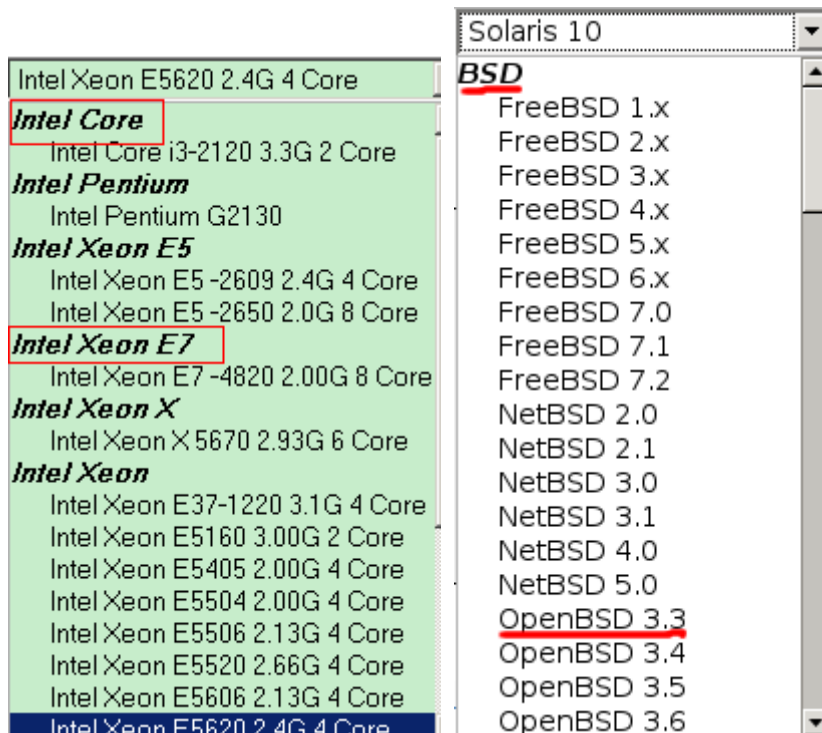 Intel Xeon E5620 2.4G 4 Core
Intel Core
Intel Core i3-2120 3.3G 2 Core
Intel Pentium
Intel Pentium G2130
Intel Xeon E5
Intel Xeon E5 -2609 2.4G 4 Core
Intel Xeon E5 -2650 2.0G 8 Core
Intel Xeon E7
Intel Xeon E7 -4820 2.00G 8 Core
Intel Xeon X
Intel Xeon X 5670 2.93G 6 Core
Intel Xeon
Intel Xeon E37-1220 3.1G 4 Core
Intel Xeon E5160 3.00G 2 Core
Intel Xeon E5405 2.00G 4 Core
Intel Xeon E5504 2.00G 4 Core
Intel Xeon E5506 2.13G 4 Core
Intel Xeon E5520 2.66G 4 Core
Intel Xeon E5606 2.13G 4 Core
Intel Xeon E5620 2.4G 4 Core
Solaris 10
BSD
FreeBSD 1.x
FreeBSD 2.x
FreeBSD 3.x
FreeBSD 4.x
FreeBSD 5.x
FreeBSD 6.x
FreeBSD 7.0
FreeBSD 7.1
FreeBSD 7.2
NetBSD 2.0
NetBSD 2.1
NetBSD 3.0
NetBSD 3.1
NetBSD 4.0
NetBSD 5.0
OpenBSD 3.3
OpenBSD 3.4
OpenBSD 3.5
OpenBSD 3.6